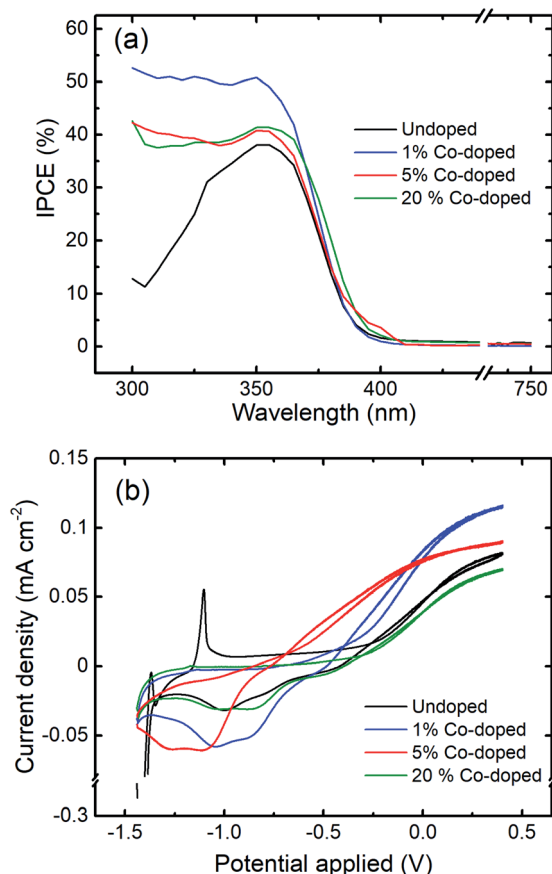 (a)
60
50
40
30
20
10
0
IPCE (%)
Undoped
1% Co-doped
5% Co-doped
20 % Co-doped
300 350 400 750
Wavelength (nm)
(b)
0.15
0.1
0.05
0
-0.05
-0.3
Current density (mA cm⁻²)
Undoped
1% Co-doped
5% Co-doped
20 % Co-doped
-1.5 -1.0 -0.5 0.0 0.5
Potential applied (V)